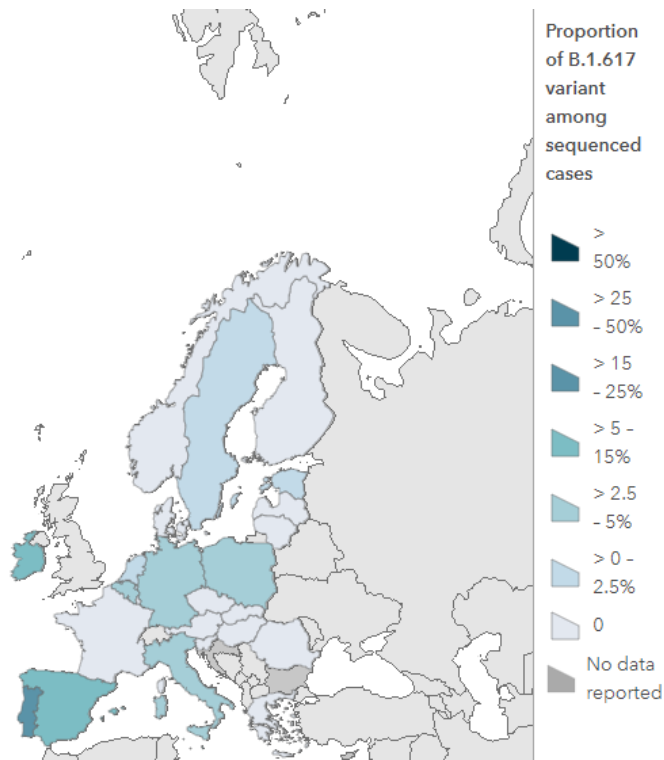 Proportion
of B.1.617
variant
among
sequenced
cases
>
50%
> 25
- 50%
> 15
- 25%
> 5 -
15%
> 2.5
- 5%
> 0 -
2.5%
0
No data
reported